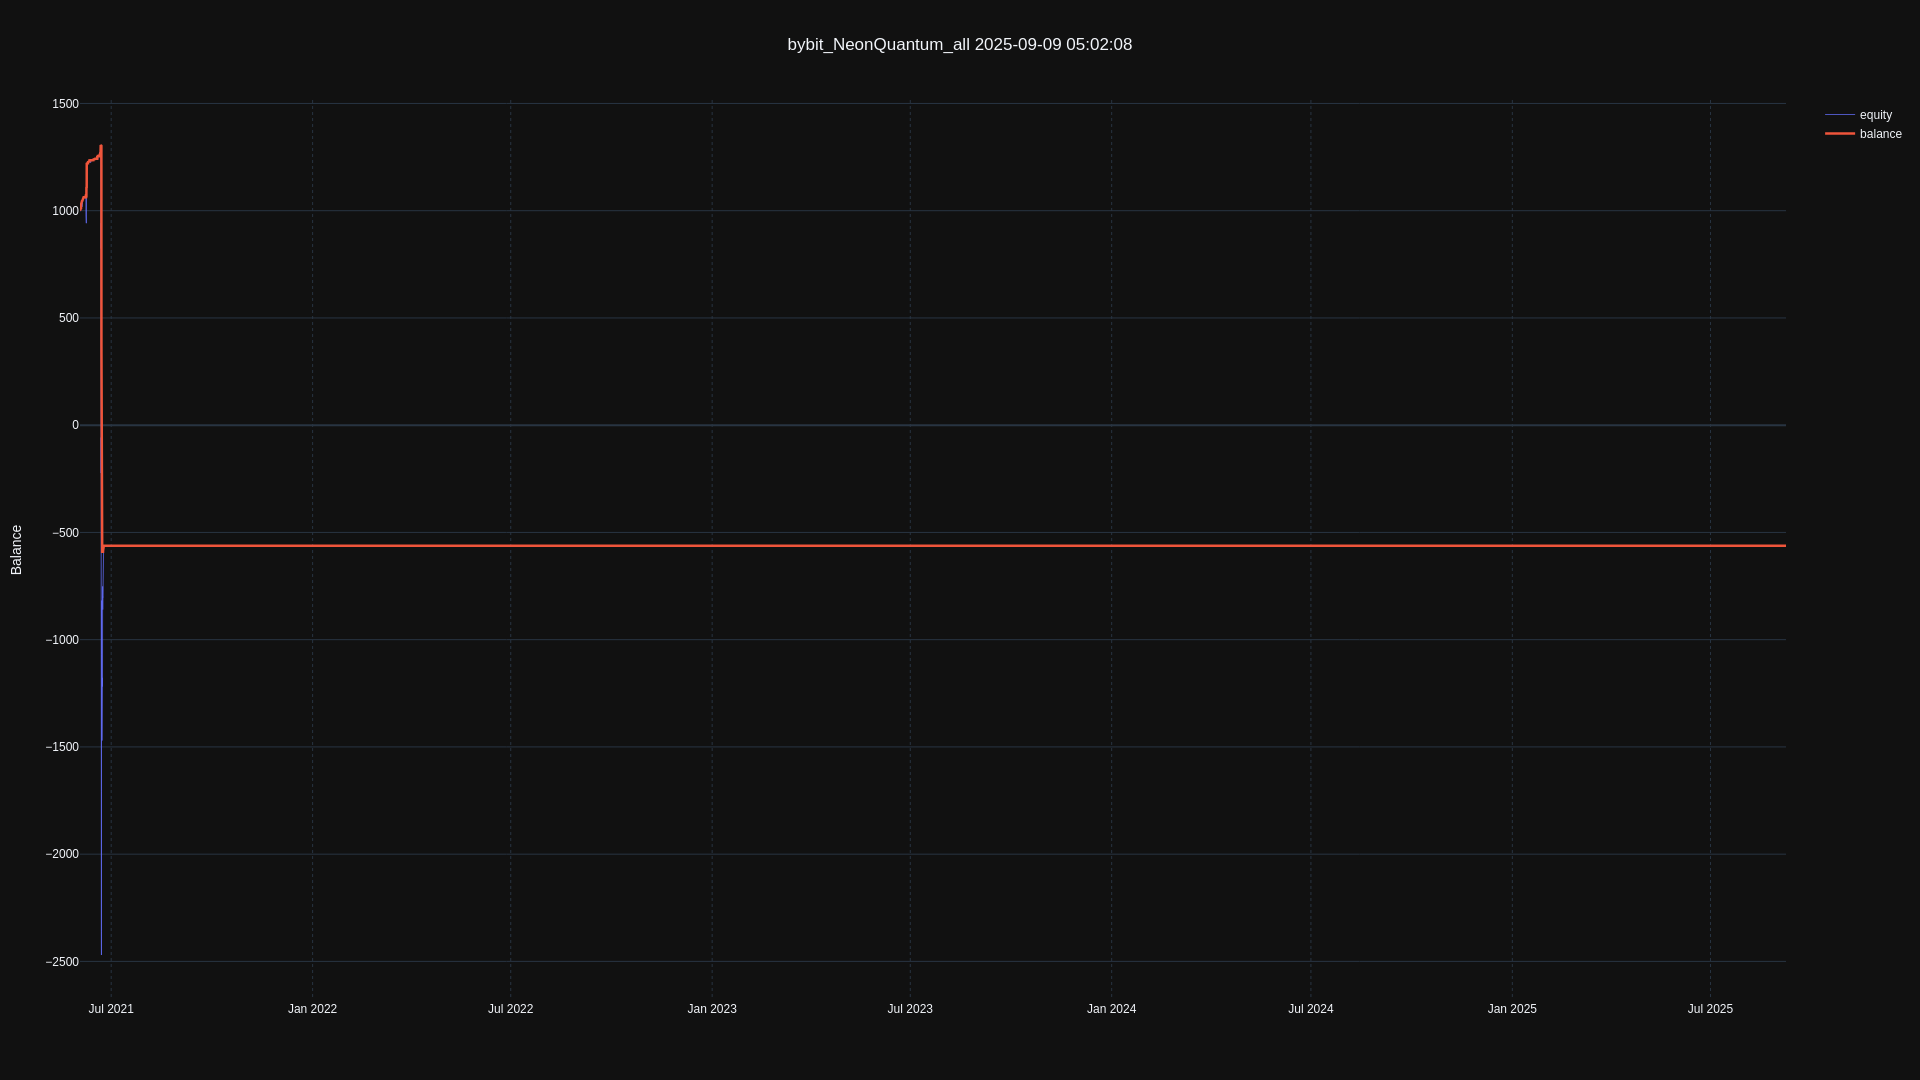 bybit_NeonQuantum_all 2025-09-09 05:02:08
equity
balance
1500
1000
500
0
−500
−1000
−1500
−2000
−2500
Balance
Jul 2021
Jan 2022
Jul 2022
Jan 2023
Jul 2023
Jan 2024
Jul 2024
Jan 2025
Jul 2025